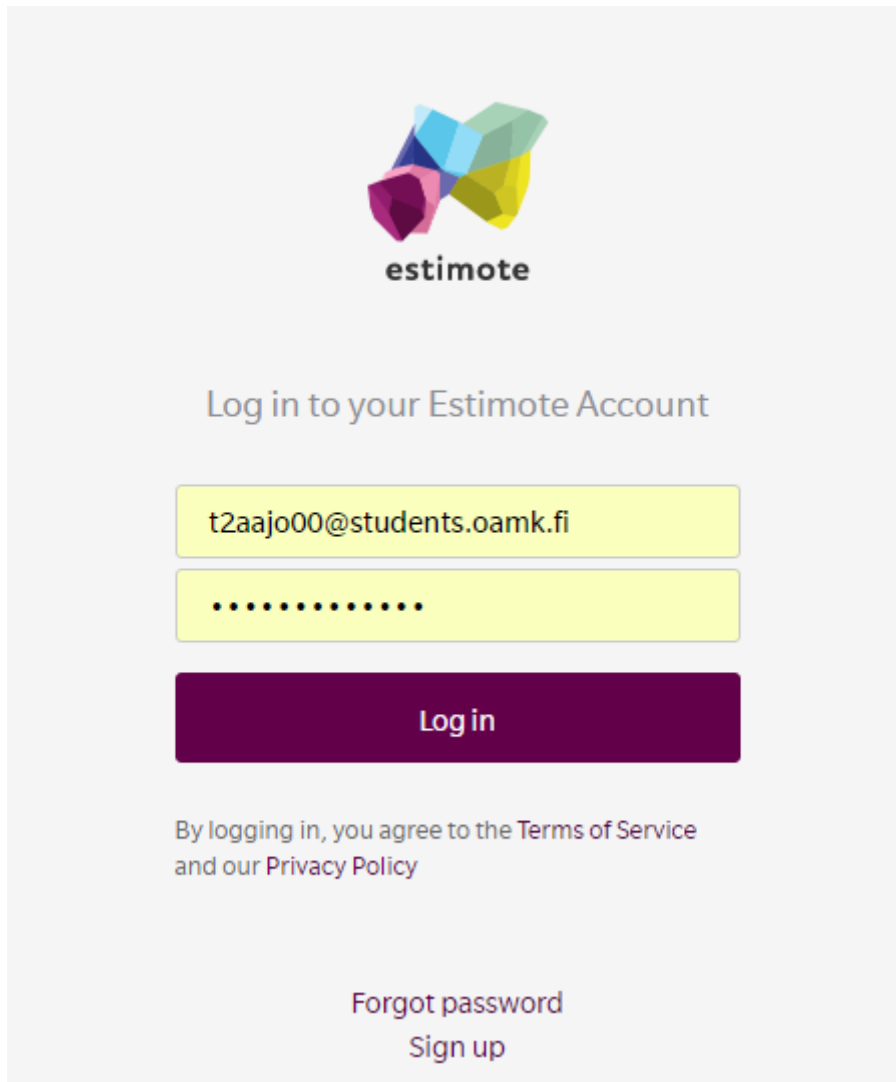 estimote
Log in to your Estimote Account
t2aajo00@students.oamk.fi
•••••••••••••
Log in
By logging in, you agree to the Terms of Service
and our Privacy Policy
Forgot password
Sign up